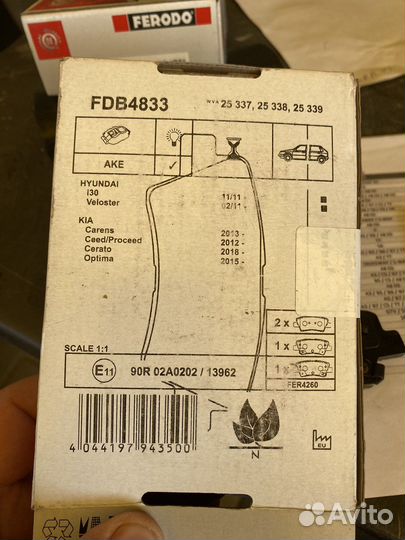 FERODO
FDB4833
WVA 25 337, 25 338, 25 339
AKE ✓
HYUNDAI
I30 11/11 -
Veloster 02/11 -
KIA
Carens 2013 -
Ceed/Proceed 2012 -
Cerato 2018 -
Optima 2015 -
2 x
1 x
1 x
SCALE 1:1
FER4260
E11 90R 02A0202 / 13962
4 044197 943500
N
EU
Avito